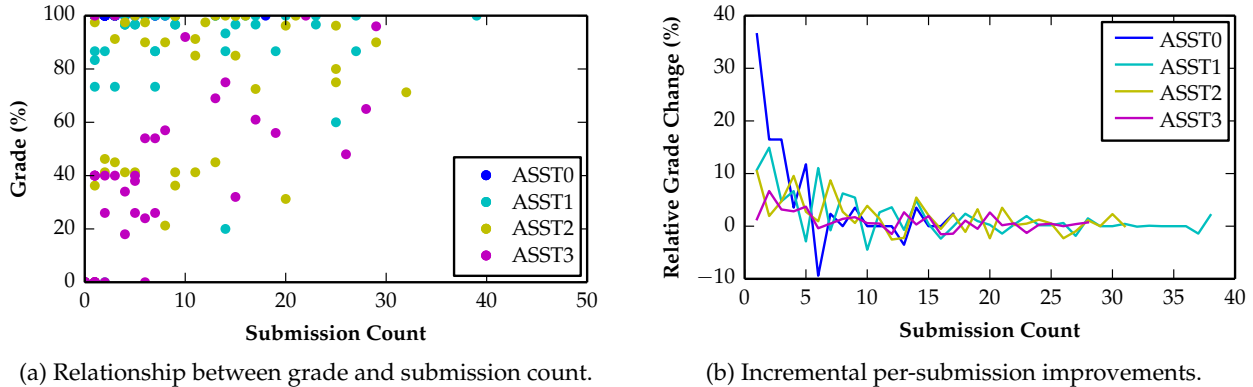 100
80
60
40
20
0
0 10 20 30 40 50
Grade (%)
Submission Count
ASST0
ASST1
ASST2
ASST3
(a) Relationship between grade and submission count.
40
30
20
10
0
−10
0 5 10 15 20 25 30 35 40
Relative Grade Change (%)
Submission Count
ASST0
ASST1
ASST2
ASST3
(b) Incremental per-submission improvements.